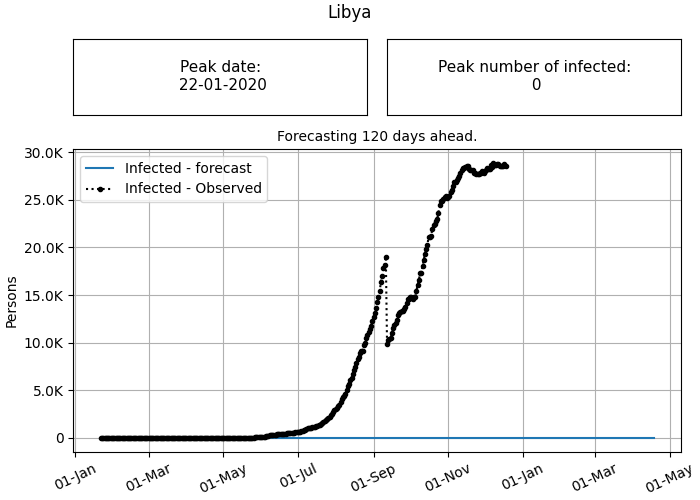 Libya
Peak date:
22-01-2020
Peak number of infected:
0
Forecasting 120 days ahead.
Infected - forecast
Infected - Observed
30.0K
25.0K
20.0K
15.0K
10.0K
5.0K
0
Persons
01-Jan
01-Mar
01-May
01-Jul
01-Sep
01-Nov
01-Jan
01-Mar
01-May